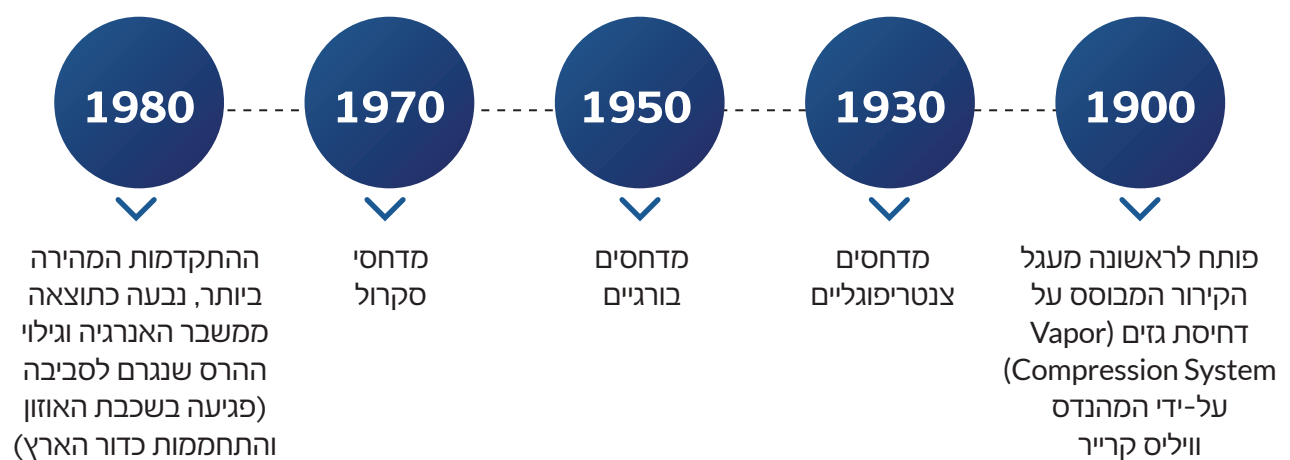 1900
פותח לראשונה מעגל
הקירור המבוסס על
דחיסת גזים (Vapor
Compression System)
על-ידי המהנדס
וויליס קרייר
1930
מדחסים
צנטריפוגליים
1950
מדחסים
בורגיים
1970
מדחסי
סקרול
1980
ההתקדמות המהירה
ביותר, נבעה כתוצאה
ממשבר האנרגיה וגילוי
ההרס שנגרם לסביבה
(פגיעה בשכבת האוזון
והתחממות כדור הארץ)